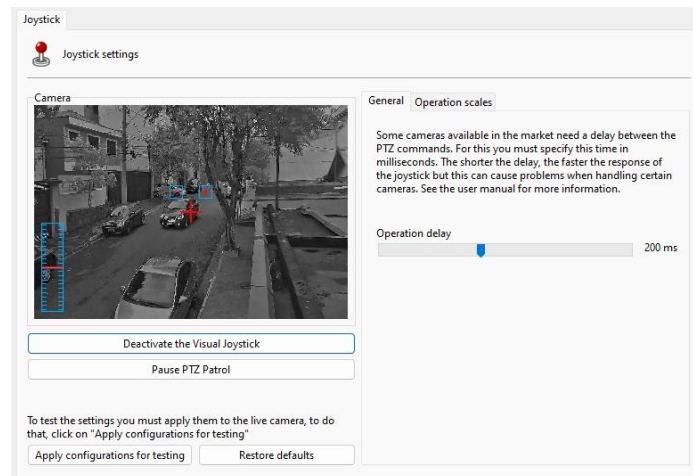 Joystick
Joystick settings
Camera
Deactivate the Visual Joystick
Pause PTZ Patrol
To test the settings you must apply them to the live camera, to do
that, click on "Apply configurations for testing"
Apply configurations for testing
Restore defaults
General
Operation scales
Some cameras available in the market need a delay between the
PTZ commands. For this you must specify this time in
milliseconds. The shorter the delay, the faster the response of
the joystick but this can cause problems when handling certain
cameras. See the user manual for more information.
Operation delay
200 ms